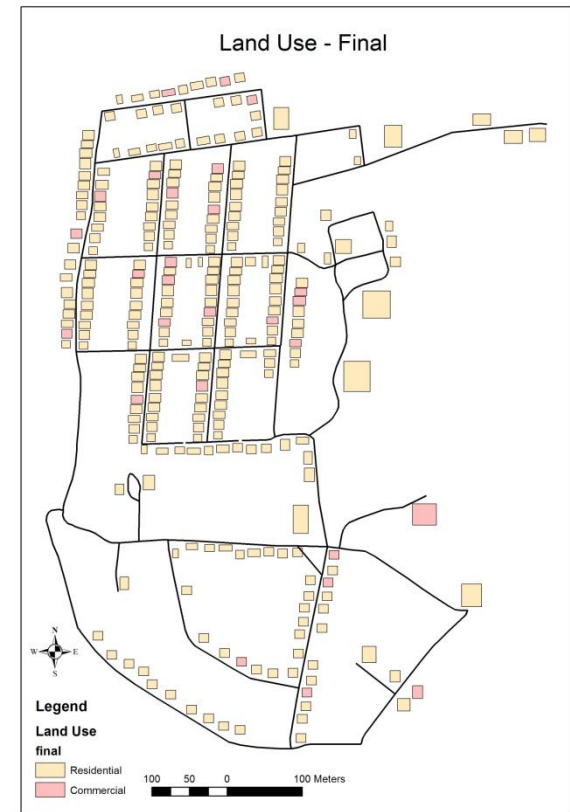 Land Use - Final
N
W E
S
Legend
Land Use
final
Residential
Commercial
100 50 0 100 Meters